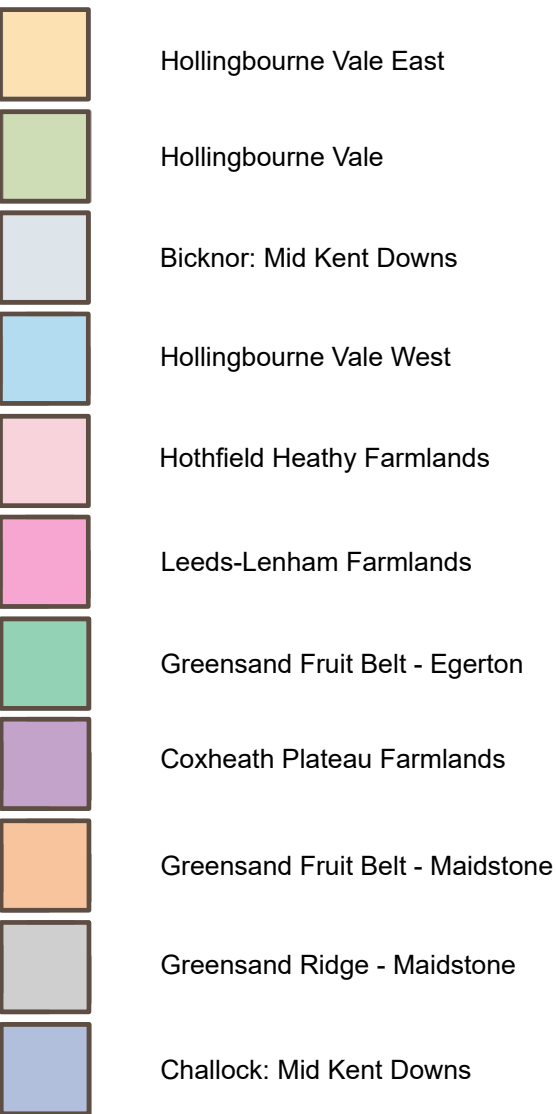 Hollingbourne Vale East
Hollingbourne Vale
Bicknor: Mid Kent Downs
Hollingbourne Vale West
Hothfield Heathy Farmlands
Leeds-Lenham Farmlands
Greensand Fruit Belt - Egerton
Coxheath Plateau Farmlands
Greensand Fruit Belt - Maidstone
Greensand Ridge - Maidstone
Challock: Mid Kent Downs